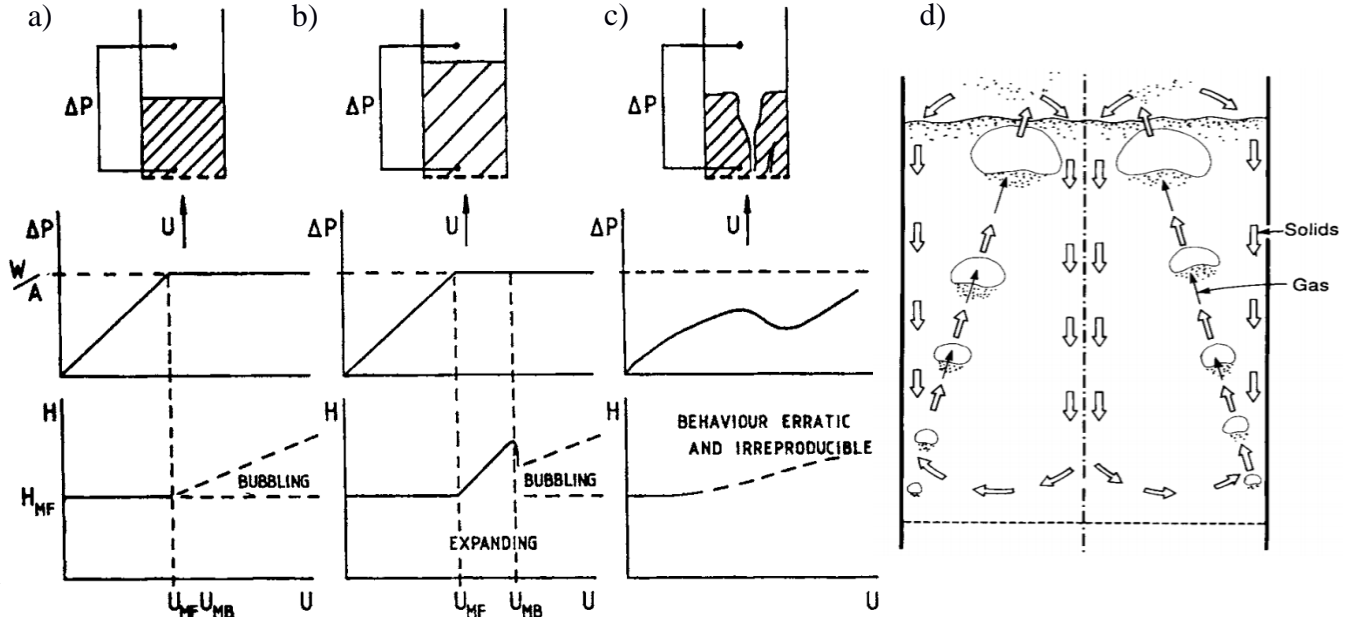 a)
b)
c)
d)
ΔP
ΔP
ΔP
U
U
U
ΔP
W/A
ΔP
ΔP
Solids
Gas
H
H_MF
BUBBLING
U_MF U_MB
U
H
EXPANDING
BUBBLING
U_MF
U_MB
U
H
BEHAVIOUR ERRATIC
AND IRREPRODUCIBLE
U